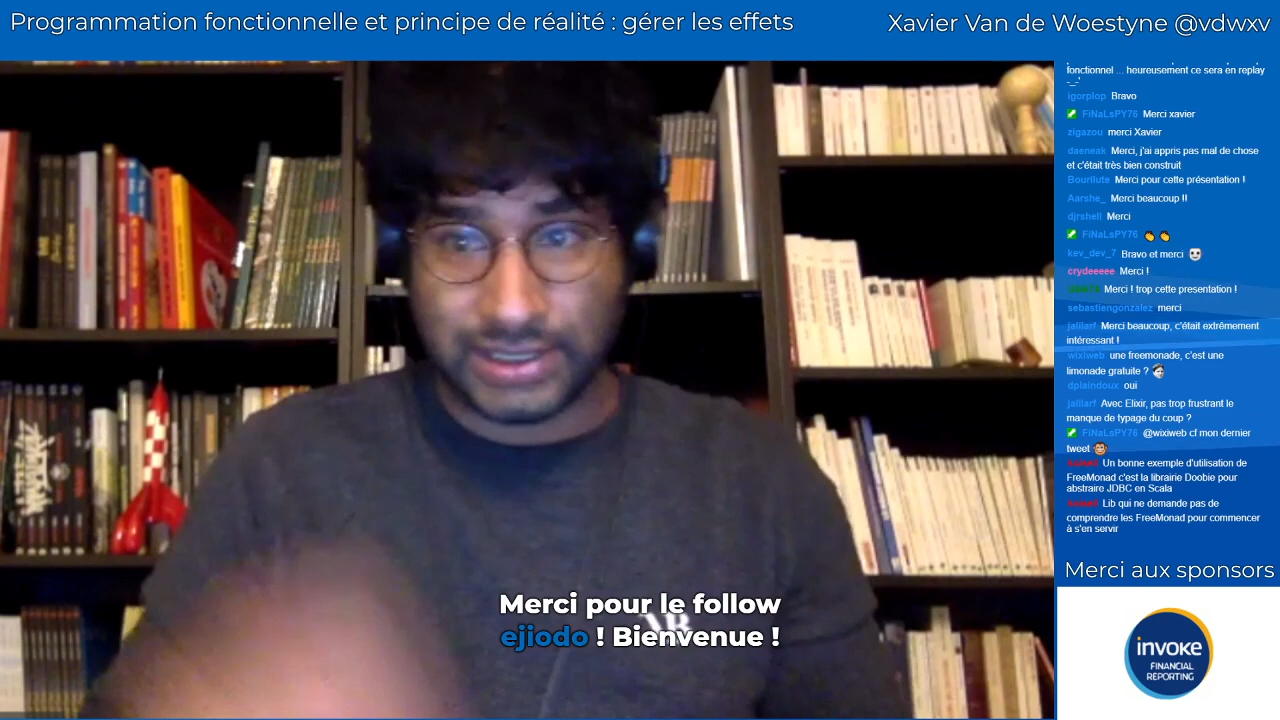 Programmation fonctionnelle et principe de réalité : gérer les effets
Xavier Van de Woestyne @vdwxv
fonctionnel ... heureusement ce sera en replay
-_-'
igorplop Bravo
FiNaLsPY76 Merci xavier
zigazou merci Xavier
daeneak Merci, j'ai appris pas mal de chose
et c'était très bien construit
Bourilute Merci pour cette présentation !
Aarshe_ Merci beaucoup !!
djrshell Merci
FiNaLsPY76
kev_dev_7 Bravo et merci
crydeeeee Merci !
Merci ! trop cette presentation !
sebastiengonzalez merci
jalilarf Merci beaucoup, c'était extrêmement
intéressant !
wixiweb une freemonade, c'est une
limonade gratuite ?
dplaindoux oui
jalilarf Avec Elixir, pas trop frustrant le
manque de typage du coup ?
FiNaLsPY76 @wixiweb cf mon dernier
tweet
Un bonne exemple d'utilisation de
FreeMonad c'est la librairie Doobie pour
abstraire JDBC en Scala
Lib qui ne demande pas de
comprendre les FreeMonad pour commencer
à s'en servir
Merci pour le follow
ejiodo ! Bienvenue !
Merci aux sponsors
invoke
FINANCIAL
REPORTING